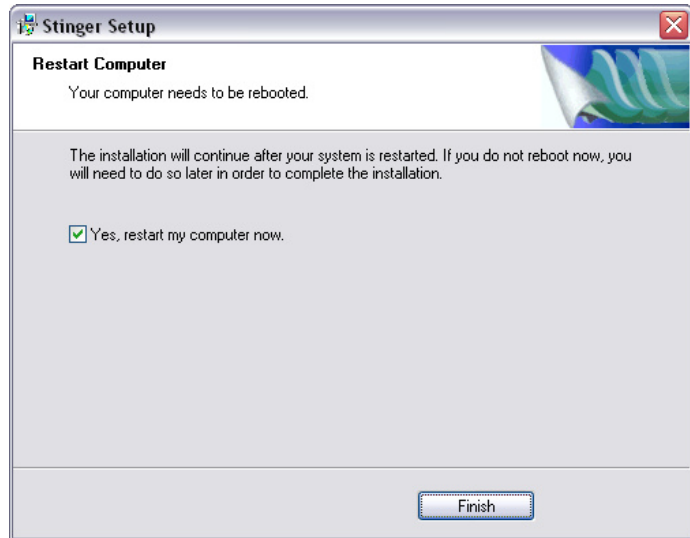 Stinger Setup
Restart Computer
Your computer needs to be rebooted.
The installation will continue after your system is restarted. If you do not reboot now, you
will need to do so later in order to complete the installation.
Yes, restart my computer now.
Finish